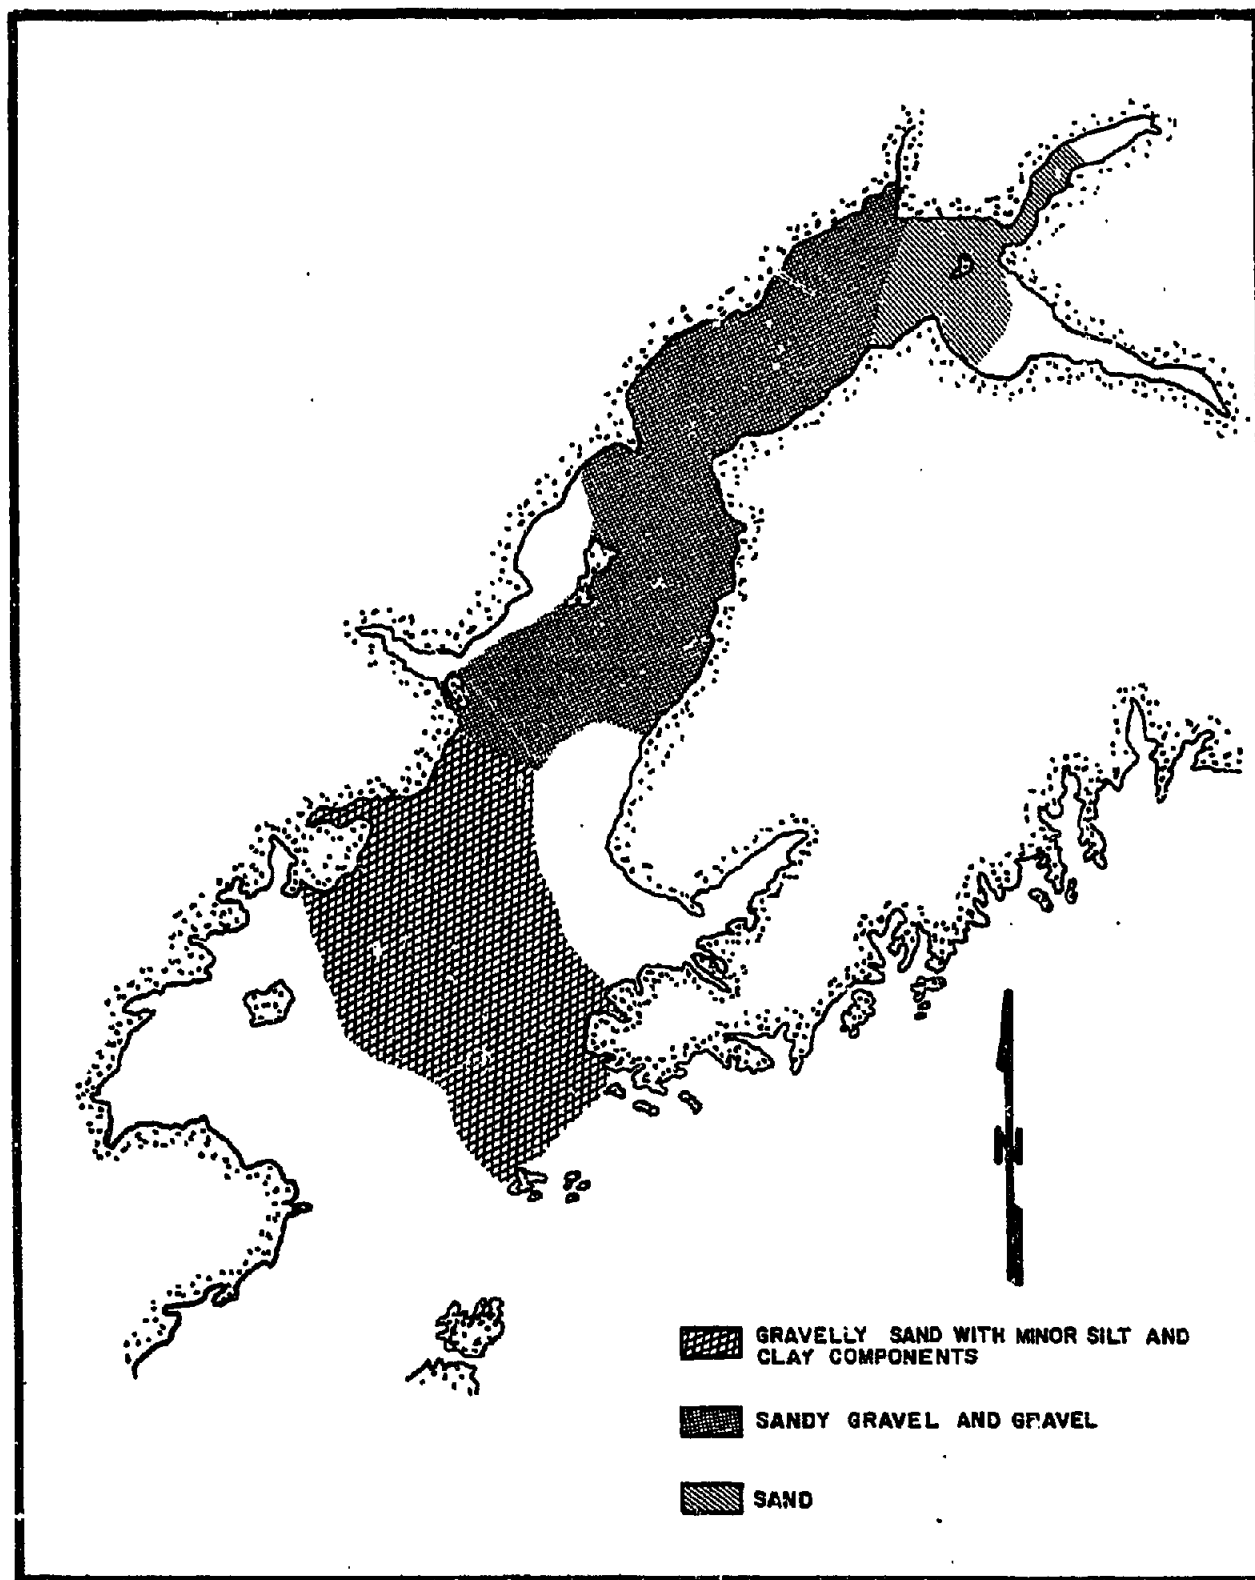 N
GRAVELLY SAND WITH MINOR SILT AND
CLAY COMPONENTS
SANDY GRAVEL AND GRAVEL
SAND